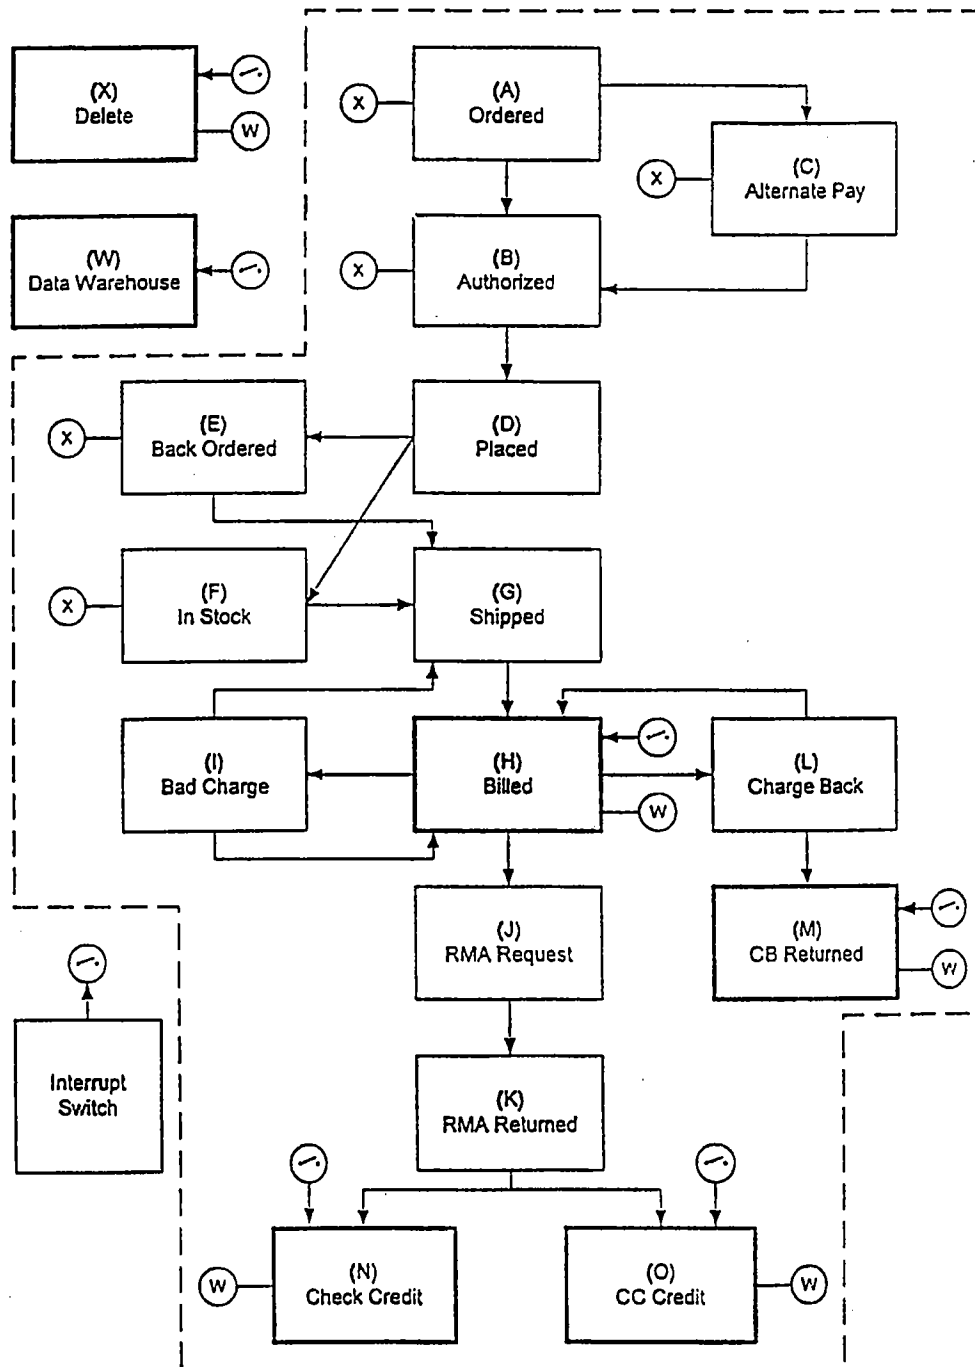 (X)
Delete
W
(W)
Data Warehouse
X
(A)
Ordered
X
(C)
Alternate Pay
X
(B)
Authorized
X
(E)
Back Ordered
(D)
Placed
X
(F)
In Stock
(G)
Shipped
(I)
Bad Charge
(H)
Billed
W
(L)
Charge Back
(J)
RMA Request
(M)
CB Returned
W
Interrupt
Switch
(K)
RMA Returned
W
(N)
Check Credit
(O)
CC Credit
W